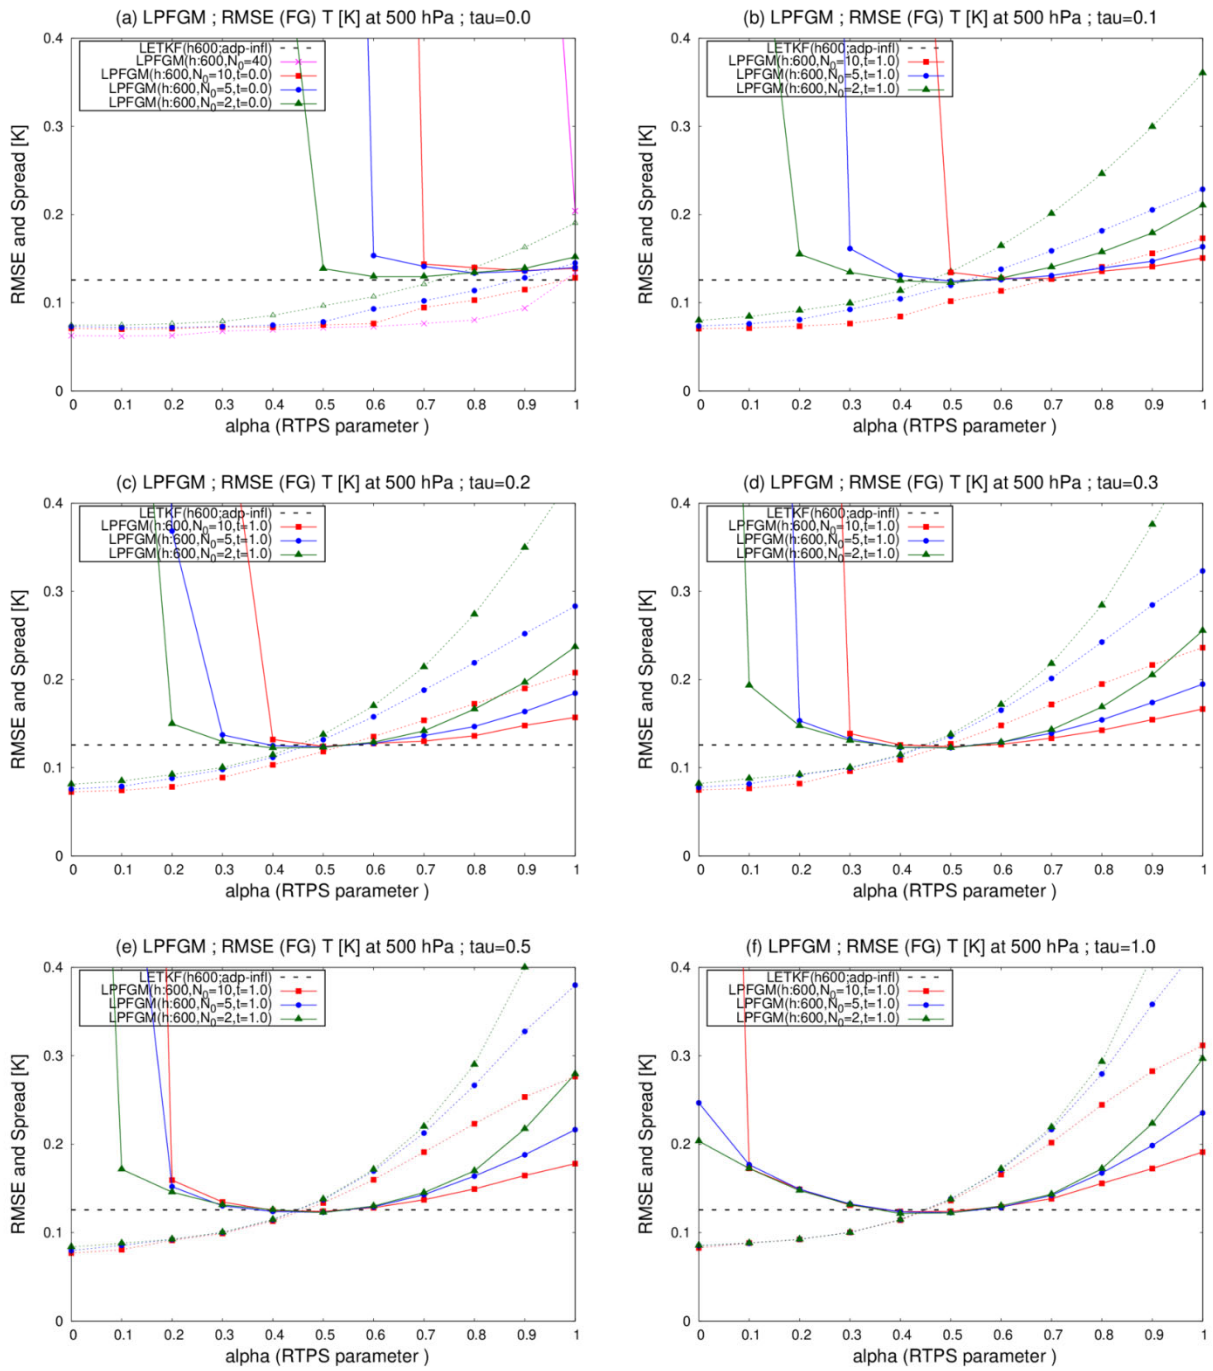 (a) LPFGM ; RMSE (FG) T [K] at 500 hPa ; tau=0.0
RMSE and Spread [K]
0.4
0.3
0.2
0.1
0
LETKF(h600;adp-infl)
LPFGM(h:600,N0=40)
LPFGM(h:600,N0=10,t=0.0)
LPFGM(h:600,N0=5,t=0.0)
LPFGM(h:600,N0=2,t=0.0)
0 0.1 0.2 0.3 0.4 0.5 0.6 0.7 0.8 0.9 1
alpha (RTPS parameter )
(b) LPFGM ; RMSE (FG) T [K] at 500 hPa ; tau=0.1
RMSE and Spread [K]
0.4
0.3
0.2
0.1
0
LETKF(h600;adp-infl)
LPFGM(h:600,N0=10,t=1.0)
LPFGM(h:600,N0=5,t=1.0)
LPFGM(h:600,N0=2,t=1.0)
0 0.1 0.2 0.3 0.4 0.5 0.6 0.7 0.8 0.9 1
alpha (RTPS parameter )
(c) LPFGM ; RMSE (FG) T [K] at 500 hPa ; tau=0.2
RMSE and Spread [K]
0.4
0.3
0.2
0.1
0
LETKF(h600;adp-infl)
LPFGM(h:600,N0=10,t=1.0)
LPFGM(h:600,N0=5,t=1.0)
LPFGM(h:600,N0=2,t=1.0)
0 0.1 0.2 0.3 0.4 0.5 0.6 0.7 0.8 0.9 1
alpha (RTPS parameter )
(d) LPFGM ; RMSE (FG) T [K] at 500 hPa ; tau=0.3
RMSE and Spread [K]
0.4
0.3
0.2
0.1
0
LETKF(h600;adp-infl)
LPFGM(h:600,N0=10,t=1.0)
LPFGM(h:600,N0=5,t=1.0)
LPFGM(h:600,N0=2,t=1.0)
0 0.1 0.2 0.3 0.4 0.5 0.6 0.7 0.8 0.9 1
alpha (RTPS parameter )
(e) LPFGM ; RMSE (FG) T [K] at 500 hPa ; tau=0.5
RMSE and Spread [K]
0.4
0.3
0.2
0.1
0
LETKF(h600;adp-infl)
LPFGM(h:600,N0=10,t=1.0)
LPFGM(h:600,N0=5,t=1.0)
LPFGM(h:600,N0=2,t=1.0)
0 0.1 0.2 0.3 0.4 0.5 0.6 0.7 0.8 0.9 1
alpha (RTPS parameter )
(f) LPFGM ; RMSE (FG) T [K] at 500 hPa ; tau=1.0
RMSE and Spread [K]
0.4
0.3
0.2
0.1
0
LETKF(h600;adp-infl)
LPFGM(h:600,N0=10,t=1.0)
LPFGM(h:600,N0=5,t=1.0)
LPFGM(h:600,N0=2,t=1.0)
0 0.1 0.2 0.3 0.4 0.5 0.6 0.7 0.8 0.9 1
alpha (RTPS parameter )